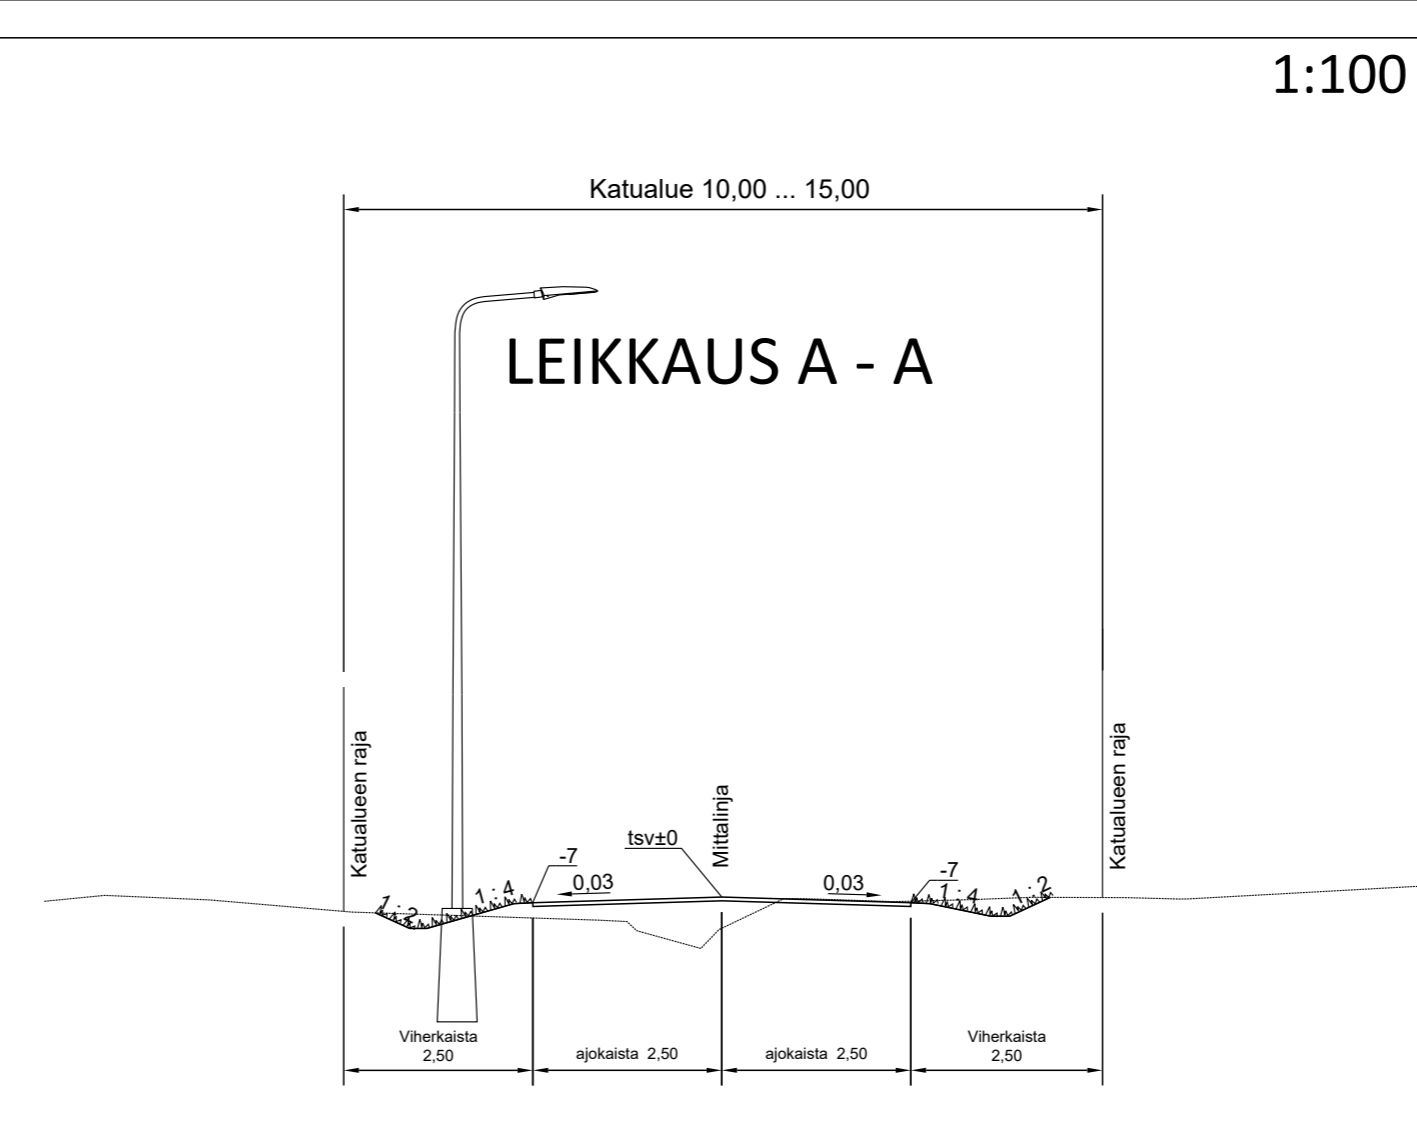 1:100
Katualue 10,00 ... 15,00
LEIKKAUS A - A
Katualueen raja
Mittalinja
Katualueen raja
tsv±0
-7
0,03
0,03
-7
1 : 2
1 : 4
1 : 4
1 : 2
Viherkaista
2,50
ajokaista 2,50
ajokaista 2,50
Viherkaista
2,50